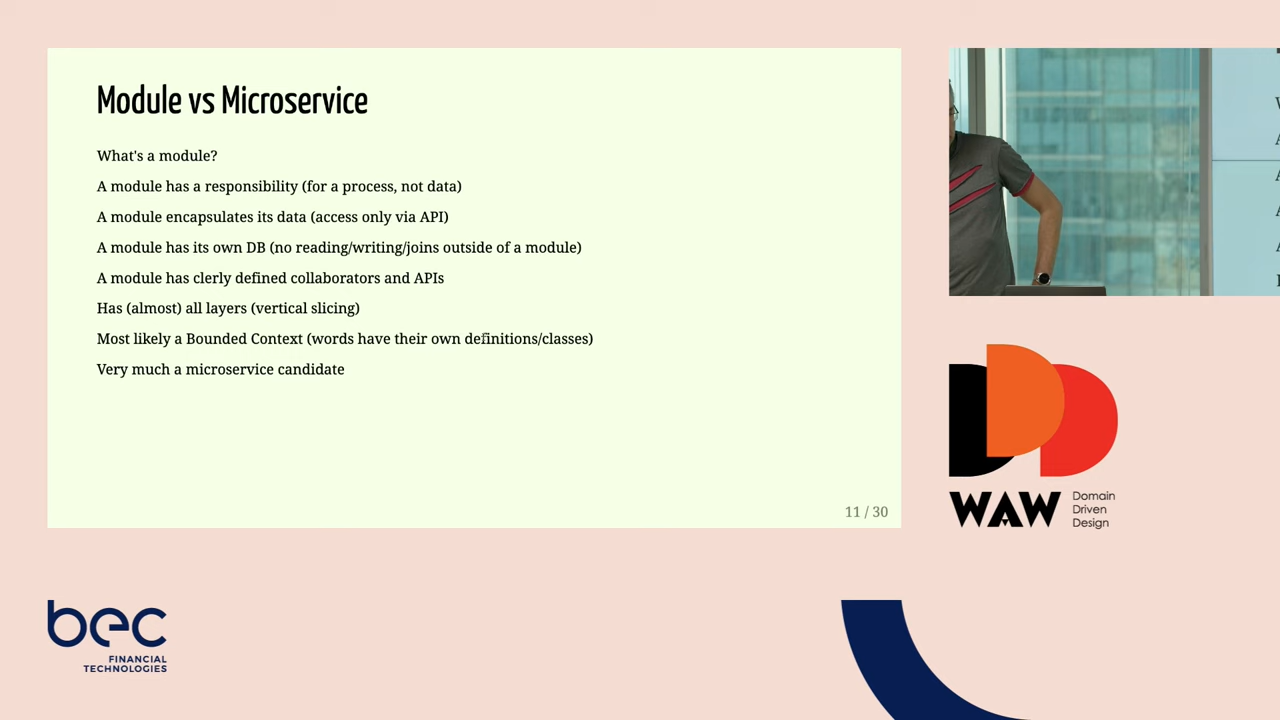 Module vs Microservice
What's a module?
A module has a responsibility (for a process, not data)
A module encapsulates its data (access only via API)
A module has its own DB (no reading/writing/joins outside of a module)
A module has clerly defined collaborators and APIs
Has (almost) all layers (vertical slicing)
Most likely a Bounded Context (words have their own definitions/classes)
Very much a microservice candidate
11 / 30
DDD
WAW
Domain
Driven
Design
bec
FINANCIAL
TECHNOLOGIES